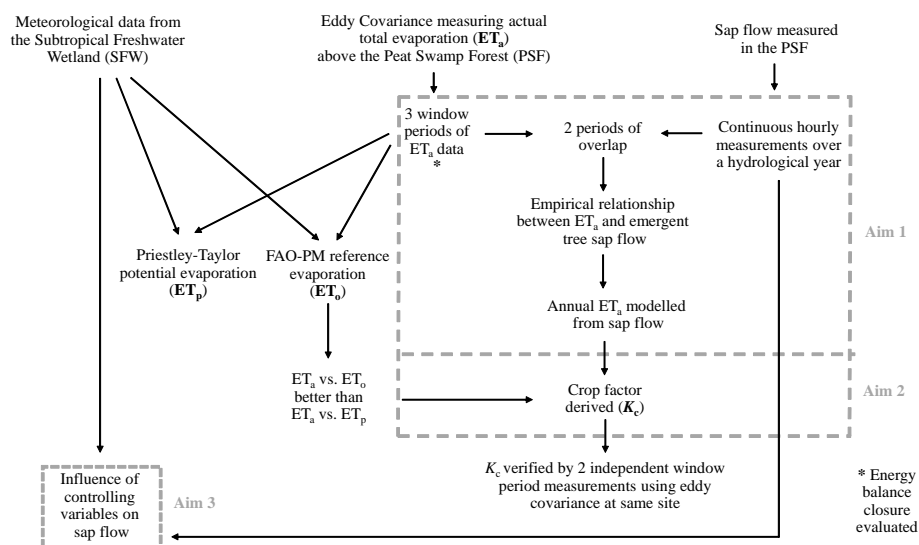 Meteorological data from
the Subtropical Freshwater
Wetland (SFW)
Eddy Covariance measuring actual
total evaporation (ETa)
above the Peat Swamp Forest (PSF)
Sap flow measured
in the PSF
3 window
periods of
ETa data
*
2 periods of
overlap
Continuous hourly
measurements over
a hydrological year
Empirical relationship
between ETa and emergent
tree sap flow
Aim 1
Priestley-Taylor
potential evaporation
(ETp)
FAO-PM reference
evaporation
(ETo)
Annual ETa modelled
from sap flow
ETa vs. ETo
better than
ETa vs. ETp
Crop factor
derived (Kc)
Aim 2
Kc verified by 2 independent window
period measurements using eddy
covariance at same site
Influence of
controlling
variables on
sap flow
Aim 3
* Energy
balance
closure
evaluated